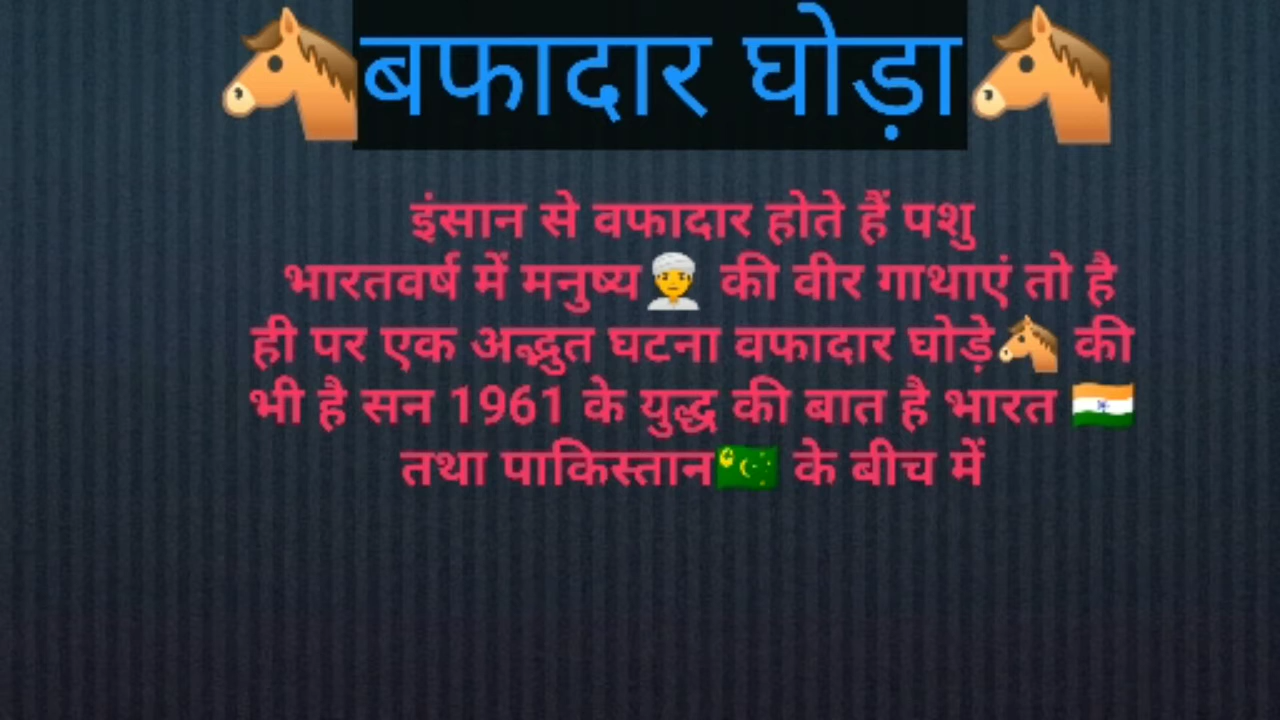 🐴बफादार घोड़ा🐴
इंसान से वफादार होते हैं पशु
भारतवर्ष में मनुष्य👳 की वीर गाथाएं तो है
ही पर एक अद्भुत घटना वफादार घोड़े🐴 की
भी है सन 1961 के युद्ध की बात है भारत 🇮🇳
तथा पाकिस्तान🇨🇨 के बीच में